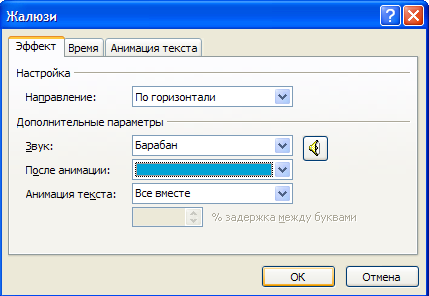 Жалюзи
Эффект Время Анимация текста
Настройка
Направление: По горизонтали
Дополнительные параметры
Звук: Барабан
После анимации:
Анимация текста: Все вместе
% задержка между буквами
ОК Отмена